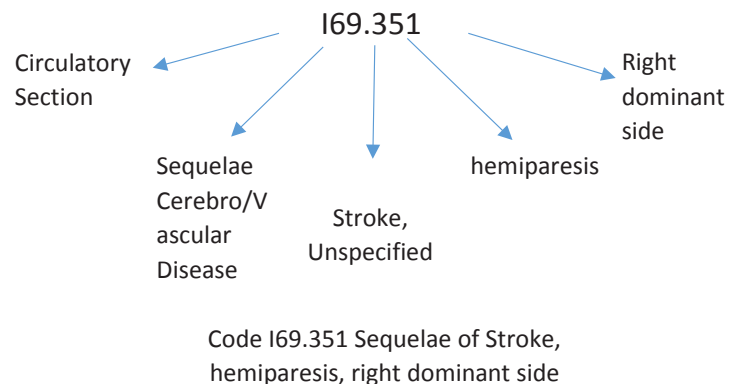 I69.351
Circulatory
Section
Sequelae
Cerebro/V
ascular
Disease
Stroke,
Unspecified
hemiparesis
Right
dominant
side
Code I69.351 Sequelae of Stroke,
hemiparesis, right dominant side